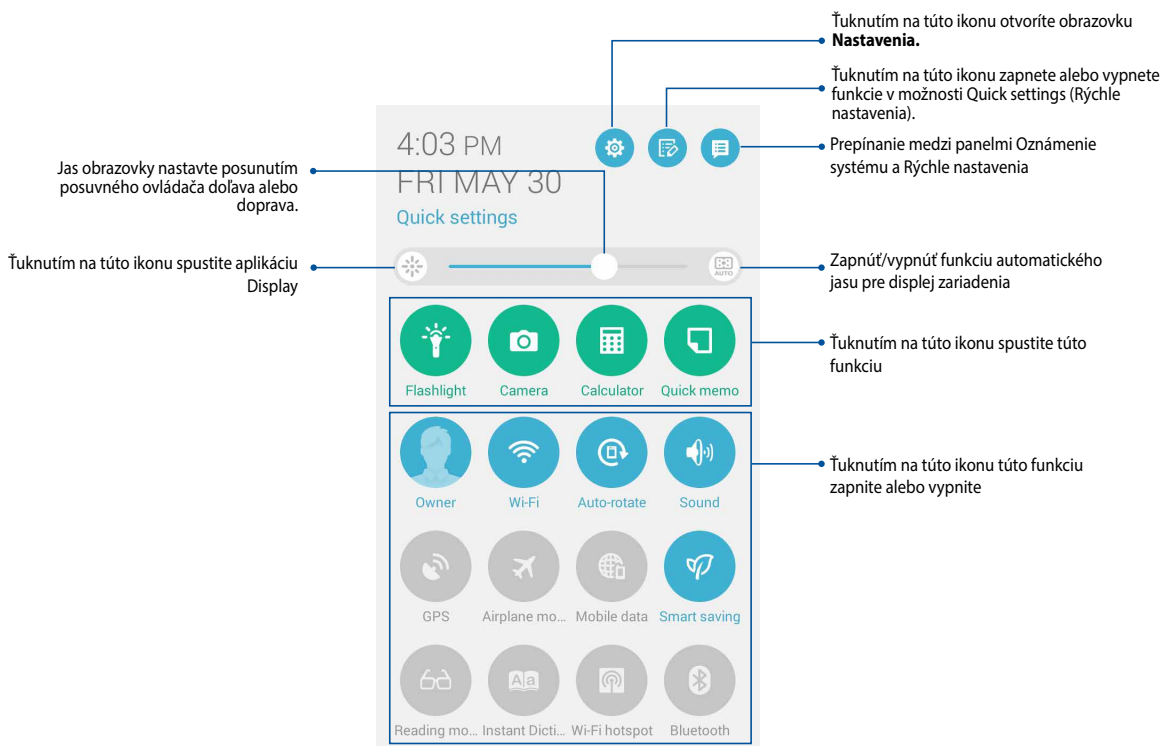 Ťuknutím na túto ikonu otvoríte obrazovku
Nastavenia.
Ťuknutím na túto ikonu zapnete alebo vypnete
funkcie v možnosti Quick settings (Rýchle
nastavenia).
Prepínanie medzi panelmi Oznámenie
systému a Rýchle nastavenia
Jas obrazovky nastavte posunutím
posuvného ovládača doľava alebo
doprava.
Ťuknutím na túto ikonu spustite aplikáciu
Display
4:03 PM
FRI MAY 30
Quick settings
AUTO
Zapnúť/vypnúť funkciu automatického
jasu pre displej zariadenia
Flashlight Camera Calculator Quick memo
Ťuknutím na túto ikonu spustite túto
funkciu
Owner Wi-Fi Auto-rotate Sound
Ťuknutím na túto ikonu túto funkciu
zapnite alebo vypnite
GPS Airplane mo... Mobile data Smart saving
Aa
Reading mo... Instant Dicti... Wi-Fi hotspot Bluetooth